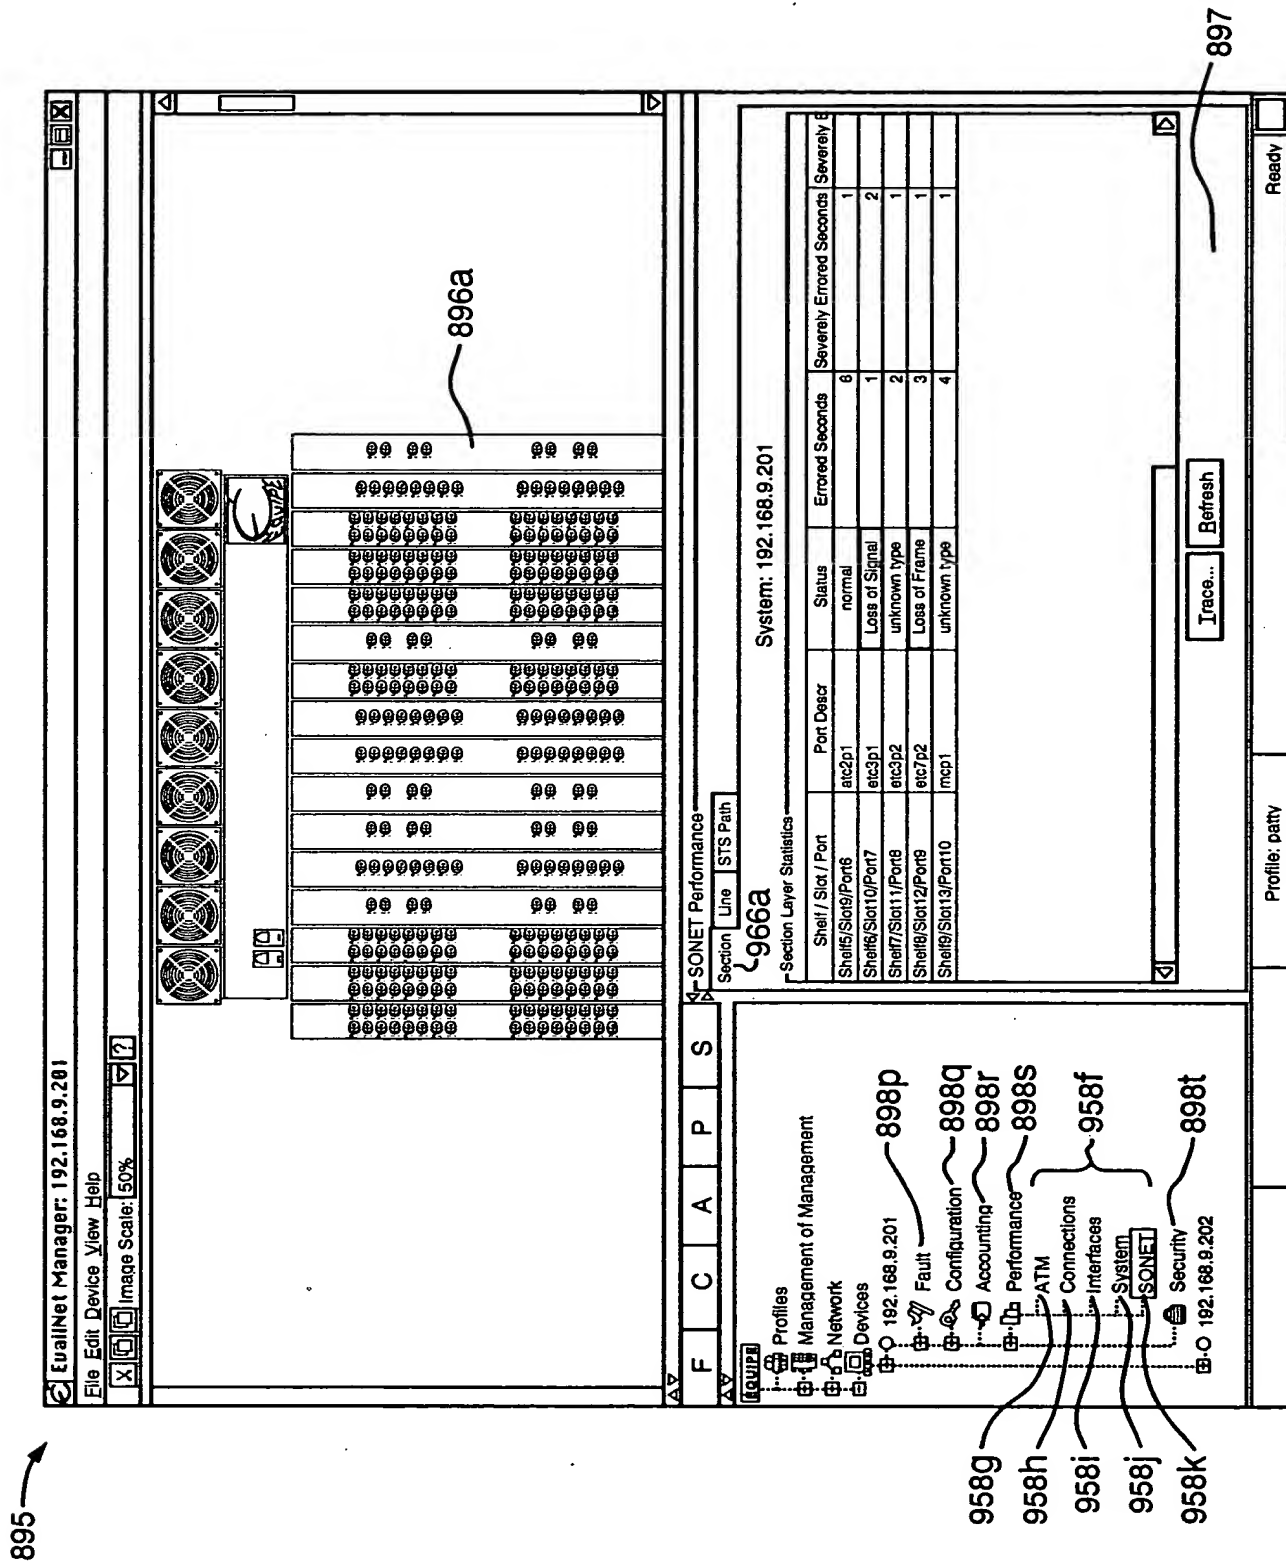 895
EualiNet Manager: 192.168.9.201
File Edit Device View Help
Image Scale: 50% ?
EQUIPE
896a
F C A P S
EQUIPE
Profiles
Management of Management
Network
Devices
192.168.9.201
Fault
Configuration
Accounting
Performance
ATM
Connections
Interfaces
System
SONET
Security
192.168.9.202
898p
898q
898r
898s
958f
898t
958g
958h
958i
958j
958k
SONET Performance
Section Line STS Path
966a
System: 192.168.9.201
Section Layer Statistics
Shelf / Slot / Port Port Descr Status Errored Seconds Severely Errored Seconds Severely E
Shelf5/Slot9/Port6 atc2p1 normal 6 1
Shelf6/Slot10/Port7 etc3p1 Loss of Signal 1 2
Shelf7/Slot11/Port8 etc3p2 unknown type 2 1
Shelf8/Slot12/Port9 etc7p2 Loss of Frame 3 1
Shelf9/Slot13/Port10 mcp1 unknown type 4 1
Trace... Refresh
897
Profile: patty Ready